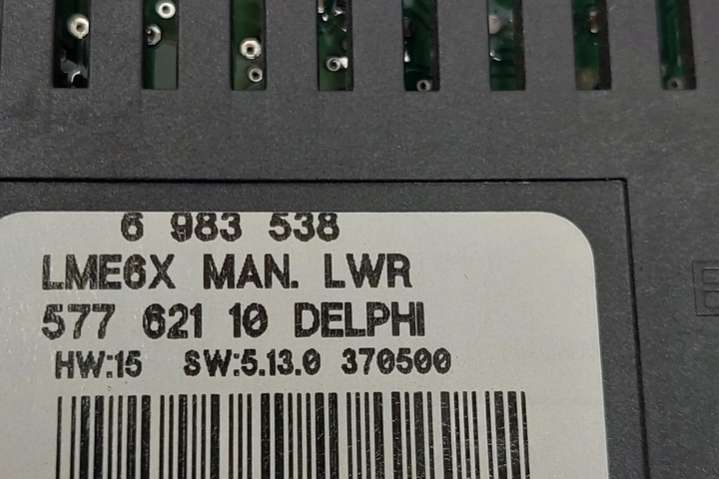 6 983 538
LME6X MAN. LWR
577 621 10 DELPHI
HW:15 SW:5.13.0 370500